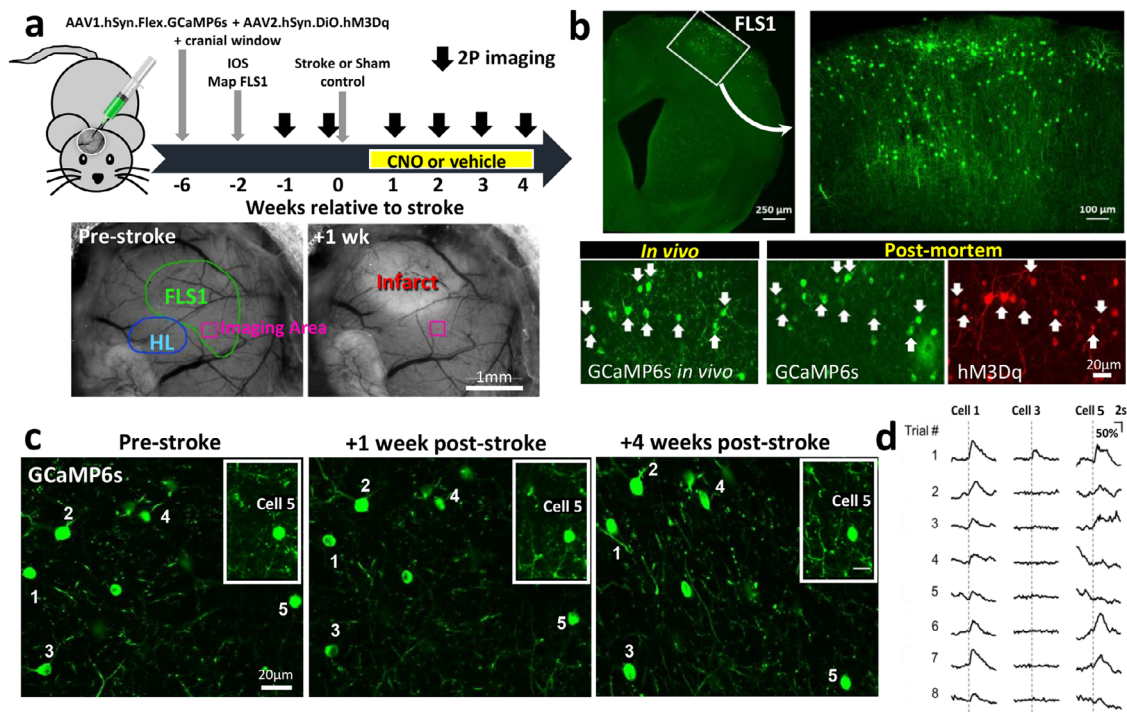 a
AAV1.hSyn.Flex.GCaMP6s + AAV2.hSyn.DiO.hM3Dq
+ cranial window
IOS
Map FLS1
Stroke or Sham
control
2P imaging
CNO or vehicle
-6 -2 -1 0 1 2 3 4
Weeks relative to stroke
Pre-stroke
FLS1
HL
Imaging Area
+1 wk
Infarct
1mm
b
FLS1
250 µm
100 µm
In vivo
Post-mortem
GCaMP6s in vivo
GCaMP6s
hM3Dq
20µm
c
Pre-stroke
+1 week post-stroke
+4 weeks post-stroke
GCaMP6s
2
4
Cell 5
1
5
3
20µm
2
4
Cell 5
1
3
5
2
4
Cell 5
1
3
5
d
Cell 1 Cell 3 Cell 5 2s
50%
Trial #
1
2
3
4
5
6
7
8